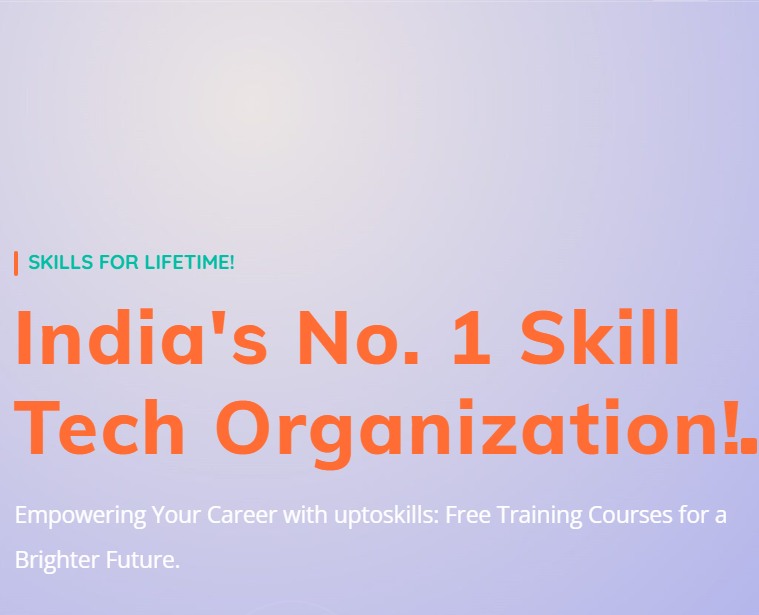 SKILLS FOR LIFETIME!
India's No. 1 Skill
Tech Organization!.
Empowering Your Career with uptoskills: Free Training Courses for a
Brighter Future.